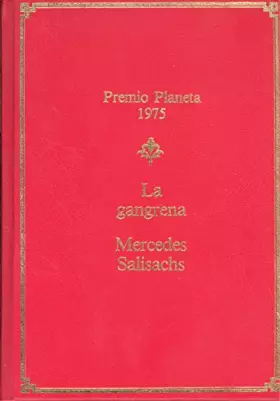 Premio Planeta
1975
La
gangrena
Mercedes
Salisachs